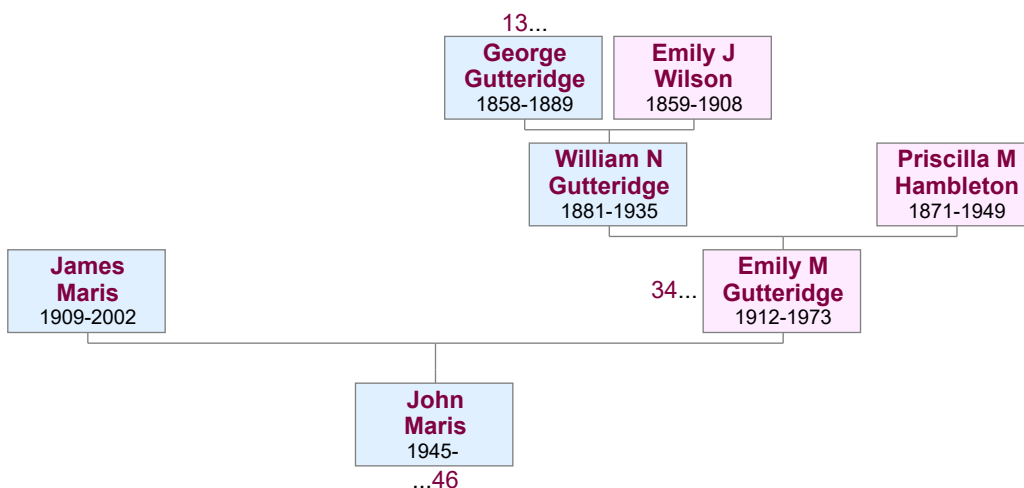 13...
George
Gutteridge
1858-1889
Emily J
Wilson
1859-1908
William N
Gutteridge
1881-1935
Priscilla M
Hambleton
1871-1949
James
Maris
1909-2002
34...
Emily M
Gutteridge
1912-1973
John
Maris
1945-
...46